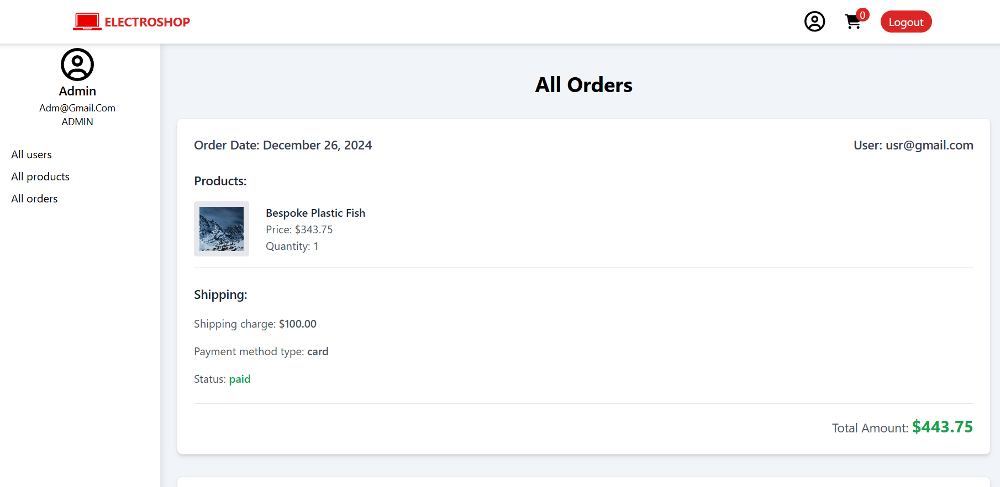 ELECTROSHOP
0
Logout
Admin
Adm@Gmail.Com
ADMIN
All users
All products
All orders
All Orders
Order Date: December 26, 2024
User: usr@gmail.com
Products:
Bespoke Plastic Fish
Price: $343.75
Quantity: 1
Shipping:
Shipping charge: $100.00
Payment method type: card
Status: paid
Total Amount: $443.75